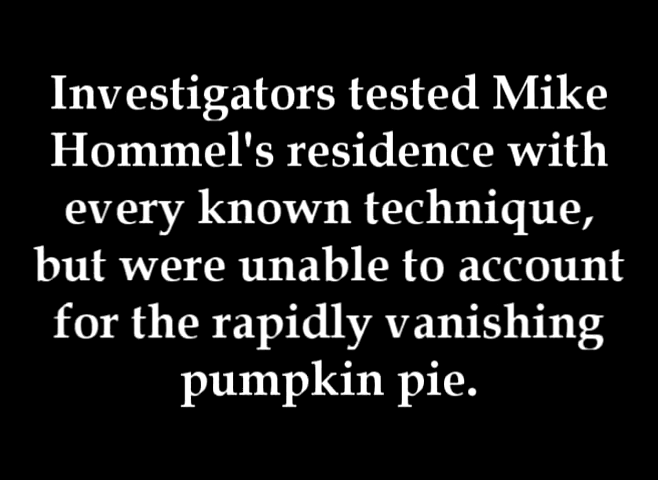 Investigators tested Mike
Hommel's residence with
every known technique,
but were unable to account
for the rapidly vanishing
pumpkin pie.